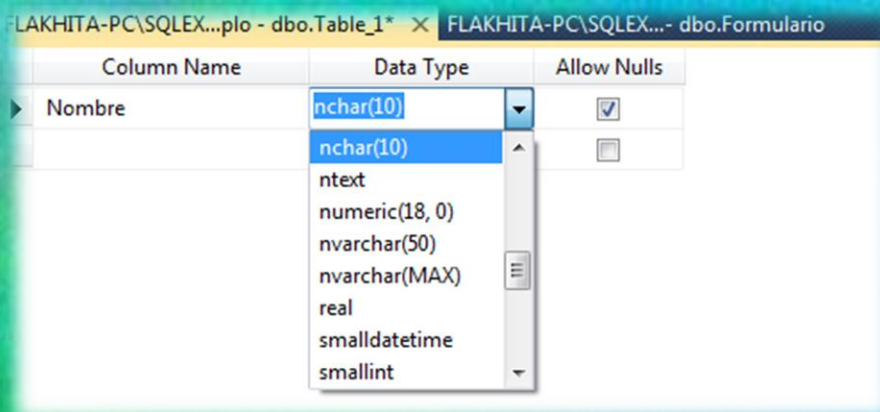 FLAKHITA-PC\SQLEX...plo - dbo.Table_1* × FLAKHITA-PC\SQLEX...- dbo.Formulario
Column Name Data Type Allow Nulls
Nombre nchar(10)
nchar(10)
ntext
numeric(18, 0)
nvarchar(50)
nvarchar(MAX)
real
smalldatetime
smallint